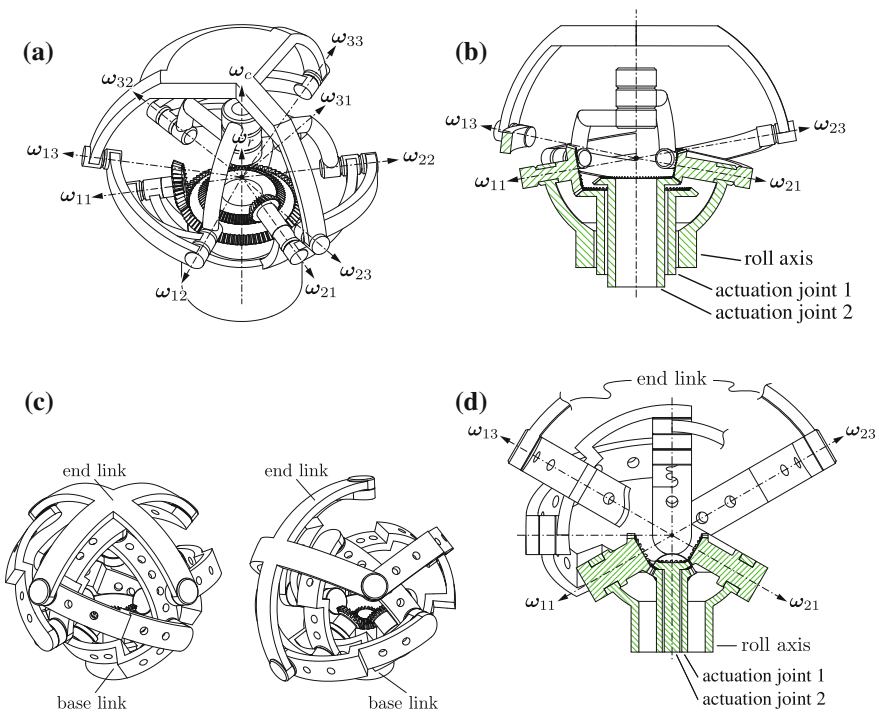 (a)
ω33
ωc
ω32
ω31
ωr
ω13
ω22
ω11
ω23
ω21
ω12
(b)
ω13
ω23
ω11
ω21
roll axis
actuation joint 1
actuation joint 2
(c)
end link
end link
base link
base link
(d)
end link
ω13
ω23
ω11
ω21
roll axis
actuation joint 1
actuation joint 2